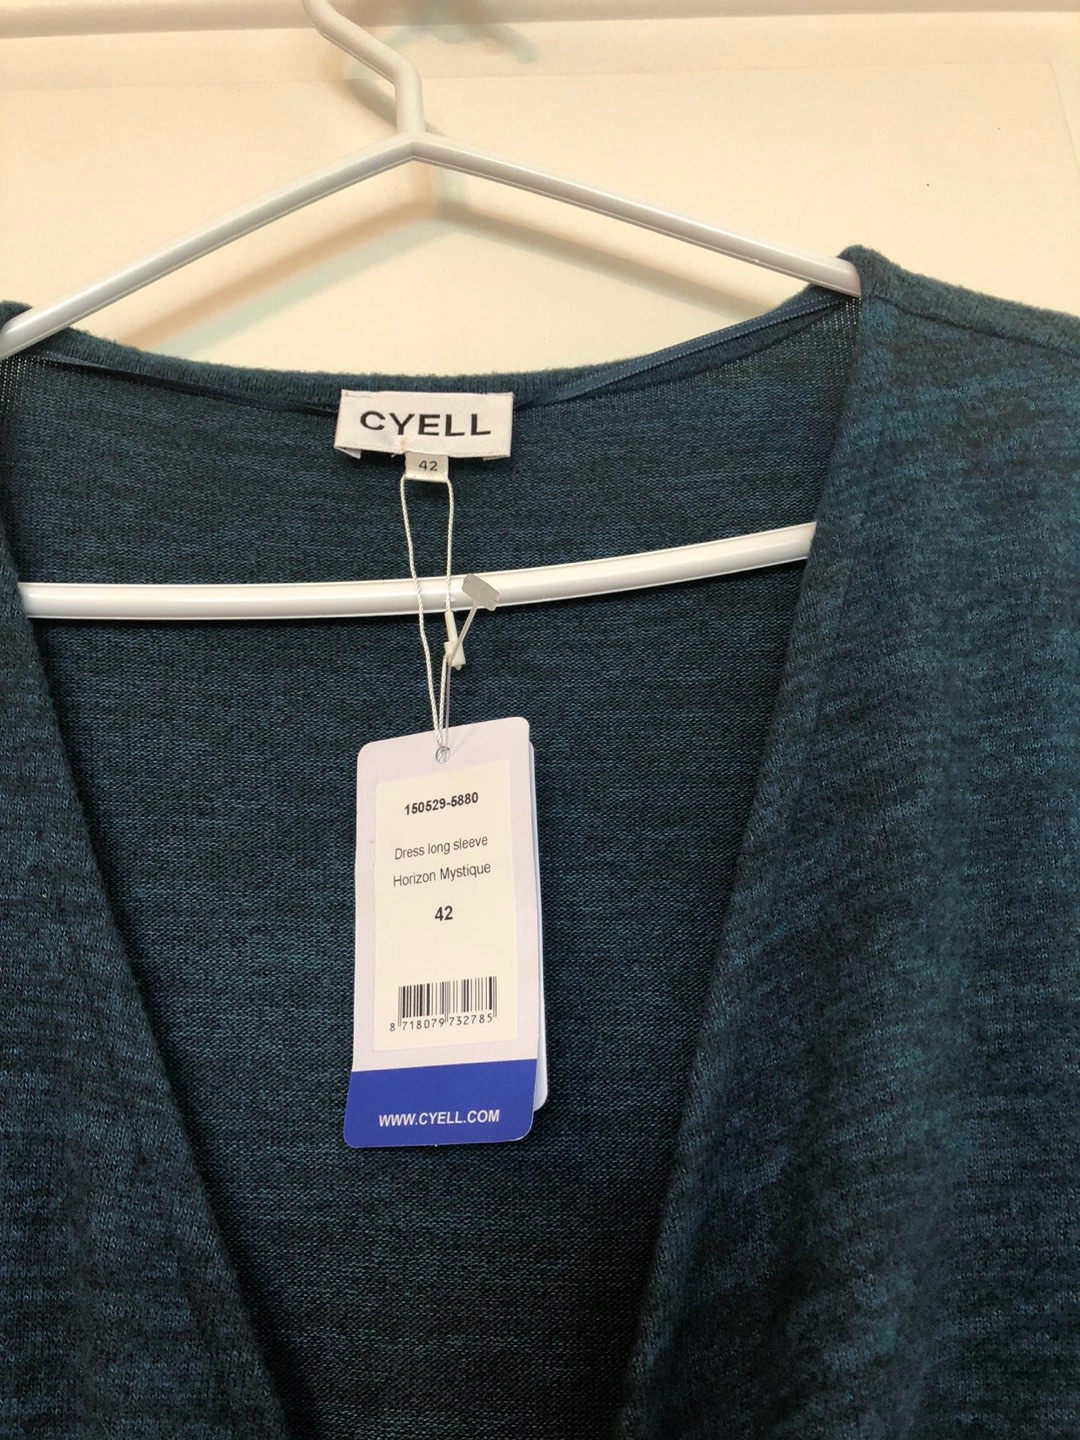 CYELL
42
150529-5880
Dress long sleeve
Horizon Mystique
42
8 718079 732785
WWW.CYELL.COM